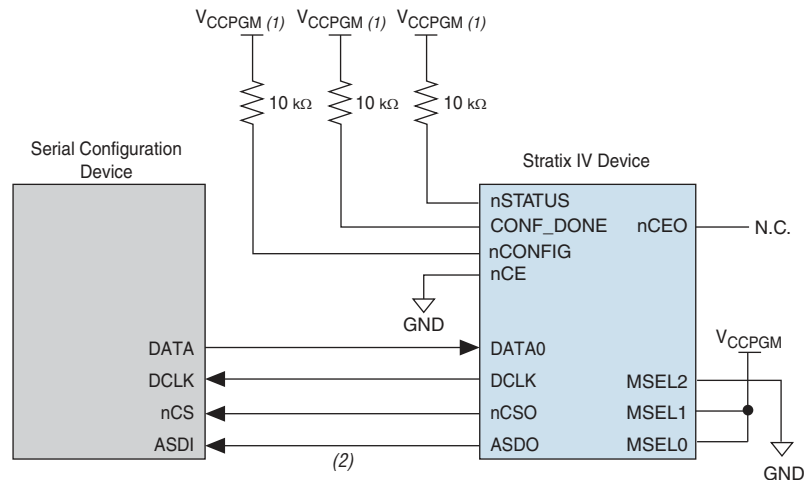 VCCPGM (1) VCCPGM (1) VCCPGM (1)
10 kΩ 10 kΩ 10 kΩ
Serial Configuration
Device
Stratix IV Device
nSTATUS
CONF_DONE nCEO N.C.
nCONFIG
nCE
GND
VCCPGM
DATA DATA0
DCLK DCLK MSEL2
nCS nCSO MSEL1
ASDI ASDO MSEL0
(2)
GND